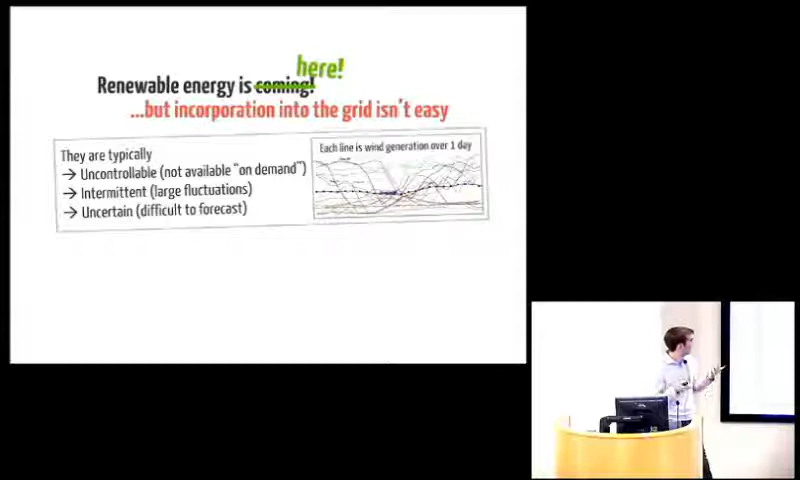 here!
Renewable energy is coming!
...but incorporation into the grid isn't easy
They are typically
→ Uncontrollable (not available "on demand")
→ Intermittent (large fluctuations)
→ Uncertain (difficult to forecast)
Each line is wind generation over 1 day